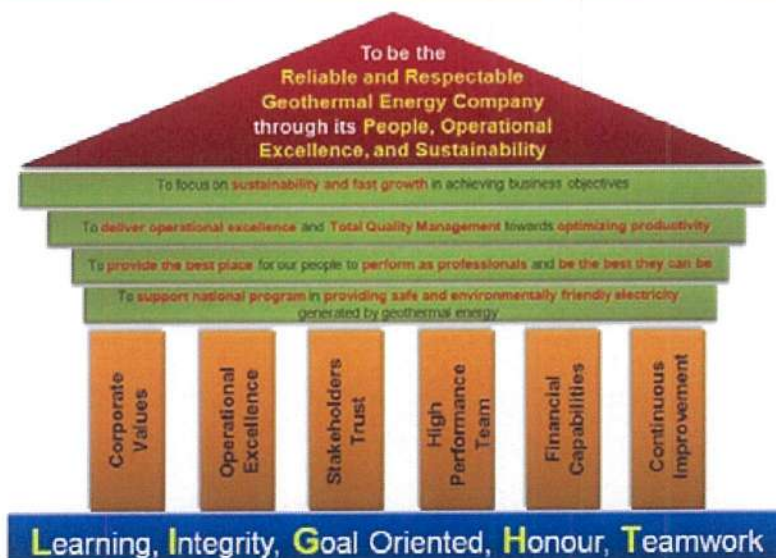 To be the
Reliable and Respectable
Geothermal Energy Company
through its People, Operational
Excellence, and Sustainability
To focus on sustainability and fast growth in achieving business objectives
To deliver operational excellence and Total Quality Management towards optimizing productivity
To provide the best place for our people to perform as professionals and be the best they can be
To support national program in providing safe and environmentally friendly electricity
generated by geothermal energy
Corporate
Values
Operational
Excellence
Stakeholders
Trust
High
Performance
Team
Financial
Capabilities
Continuous
Improvement
Learning, Integrity, Goal Oriented, Honour, Teamwork